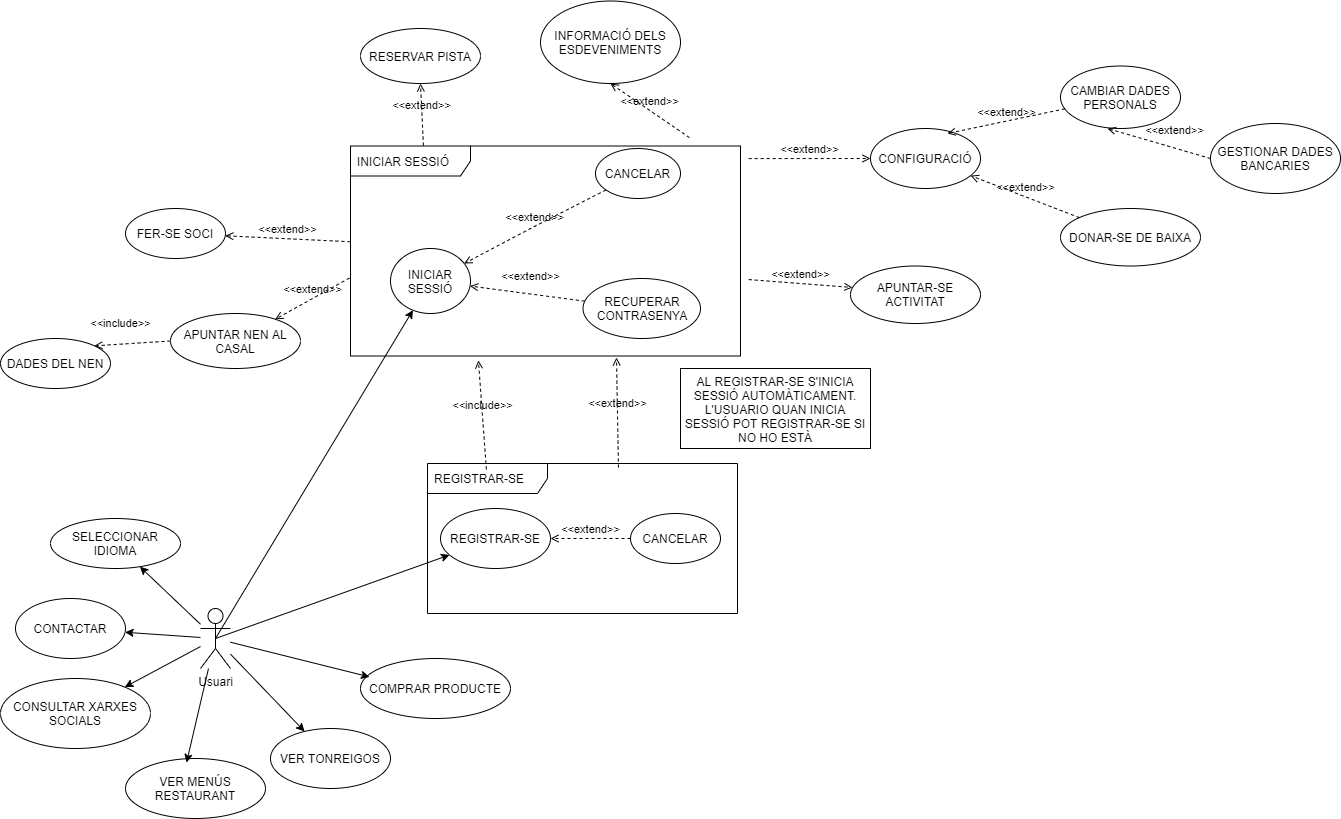 INFORMACIÓ DELS
ESDEVENIMENTS
RESERVAR PISTA
<<extend>>
<<extend>>
CAMBIAR DADES
PERSONALS
<<extend>>
<<extend>>
GESTIONAR DADES
BANCARIES
<<extend>>
CONFIGURACIÓ
<<extend>>
DONAR-SE DE BAIXA
INICIAR SESSIÓ
CANCELAR
<<extend>>
FER-SE SOCI
<<extend>>
INICIAR
SESSIÓ
<<extend>>
RECUPERAR
CONTRASENYA
<<extend>>
APUNTAR-SE
ACTIVITAT
<<extend>>
<<include>>
APUNTAR NEN AL
CASAL
DADES DEL NEN
<<include>>
<<extend>>
AL REGISTRAR-SE S'INICIA
SESSIÓ AUTOMÀTICAMENT.
L'USUARIO QUAN INICIA
SESSIÓ POT REGISTRAR-SE SI
NO HO ESTÀ
REGISTRAR-SE
REGISTRAR-SE
<<extend>>
CANCELAR
SELECCIONAR
IDIOMA
CONTACTAR
Usuari
CONSULTAR XARXES
SOCIALS
COMPRAR PRODUCTE
VER TONREIGOS
VER MENÚS
RESTAURANT